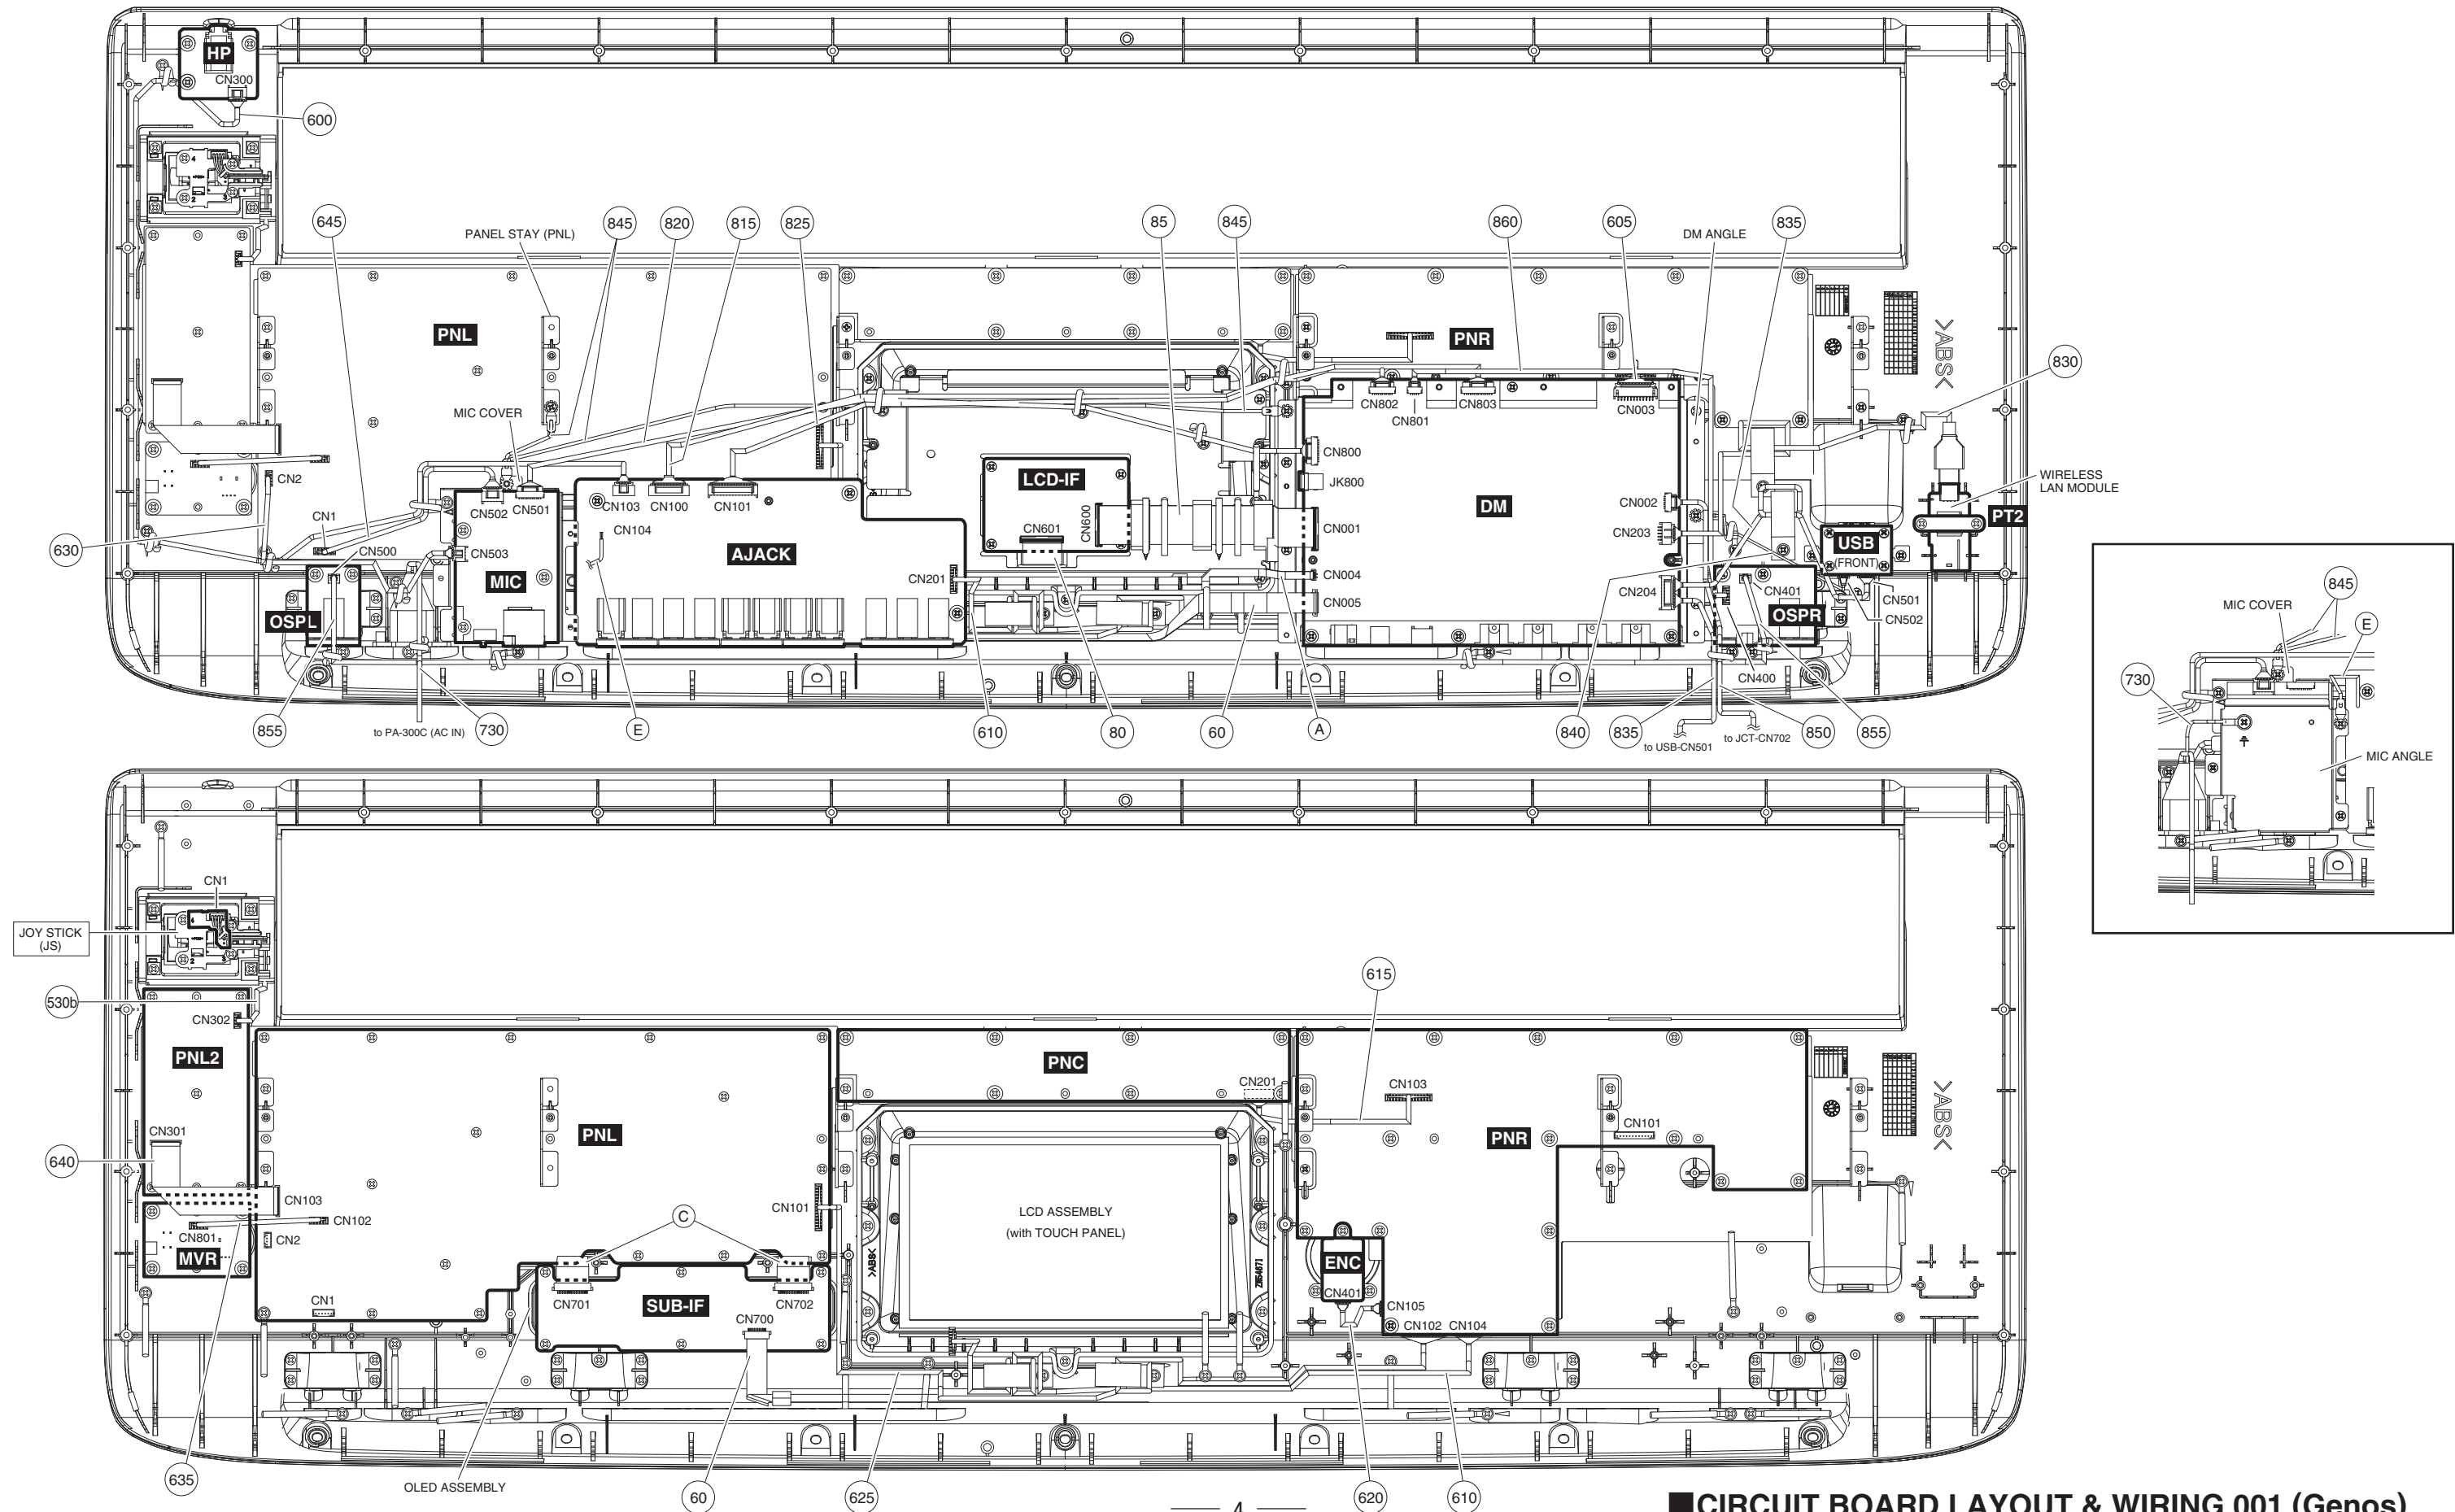 HP
CN300
600
645
PANEL STAY (PNL)
845
820
815
825
85
845
860
605
DM ANGLE
835
PNL
PNR
>ABS<
830
MIC COVER
CN802
CN801
CN803
CN003
CN2
CN1
CN502
CN501
CN103
CN100
CN101
LCD-IF
CN800
JK800
WIRELESS
LAN MODULE
630
CN500
CN503
CN104
AJACK
CN601
CN600
CN001
DM
CN002
CN203
USB
(FRONT)
PT2
MIC
CN201
CN004
CN005
CN204
CN401
CN501
OSPL
OSPR
CN502
CN400
855
to PA-300C (AC IN)
730
E
610
80
60
A
840
835
to USB-CN501
to JCT-CN702
850
855
845
MIC COVER
E
730
MIC ANGLE
CN1
JOY STICK
(JS)
530b
CN302
615
PNL2
PNC
CN201
CN103
>ABS<
CN301
PNL
PNR
CN101
640
CN103
CN102
CN801
CN2
MVR
CN101
C
LCD ASSEMBLY
(with TOUCH PANEL)
>ABS<
ENC
CN401
CN105
CN1
CN701
SUB-IF
CN702
CN700
CN102
CN104
635
OLED ASSEMBLY
60
625
620
610
4
■CIRCUIT BOARD LAYOUT & WIRING 001 (Genos)